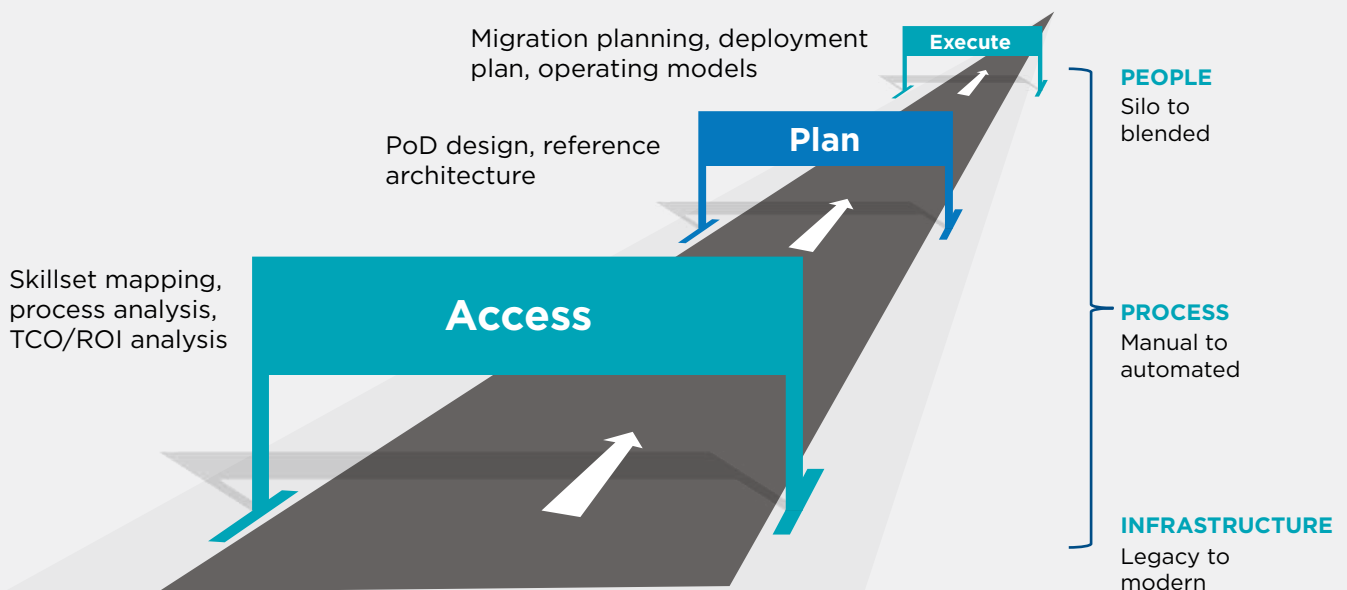 Migration planning, deployment
plan, operating models
Execute
PoD design, reference
architecture
Plan
Skillset mapping,
process analysis,
TCO/ROI analysis
Access
PEOPLE
Silo to
blended
PROCESS
Manual to
automated
INFRASTRUCTURE
Legacy to
modern